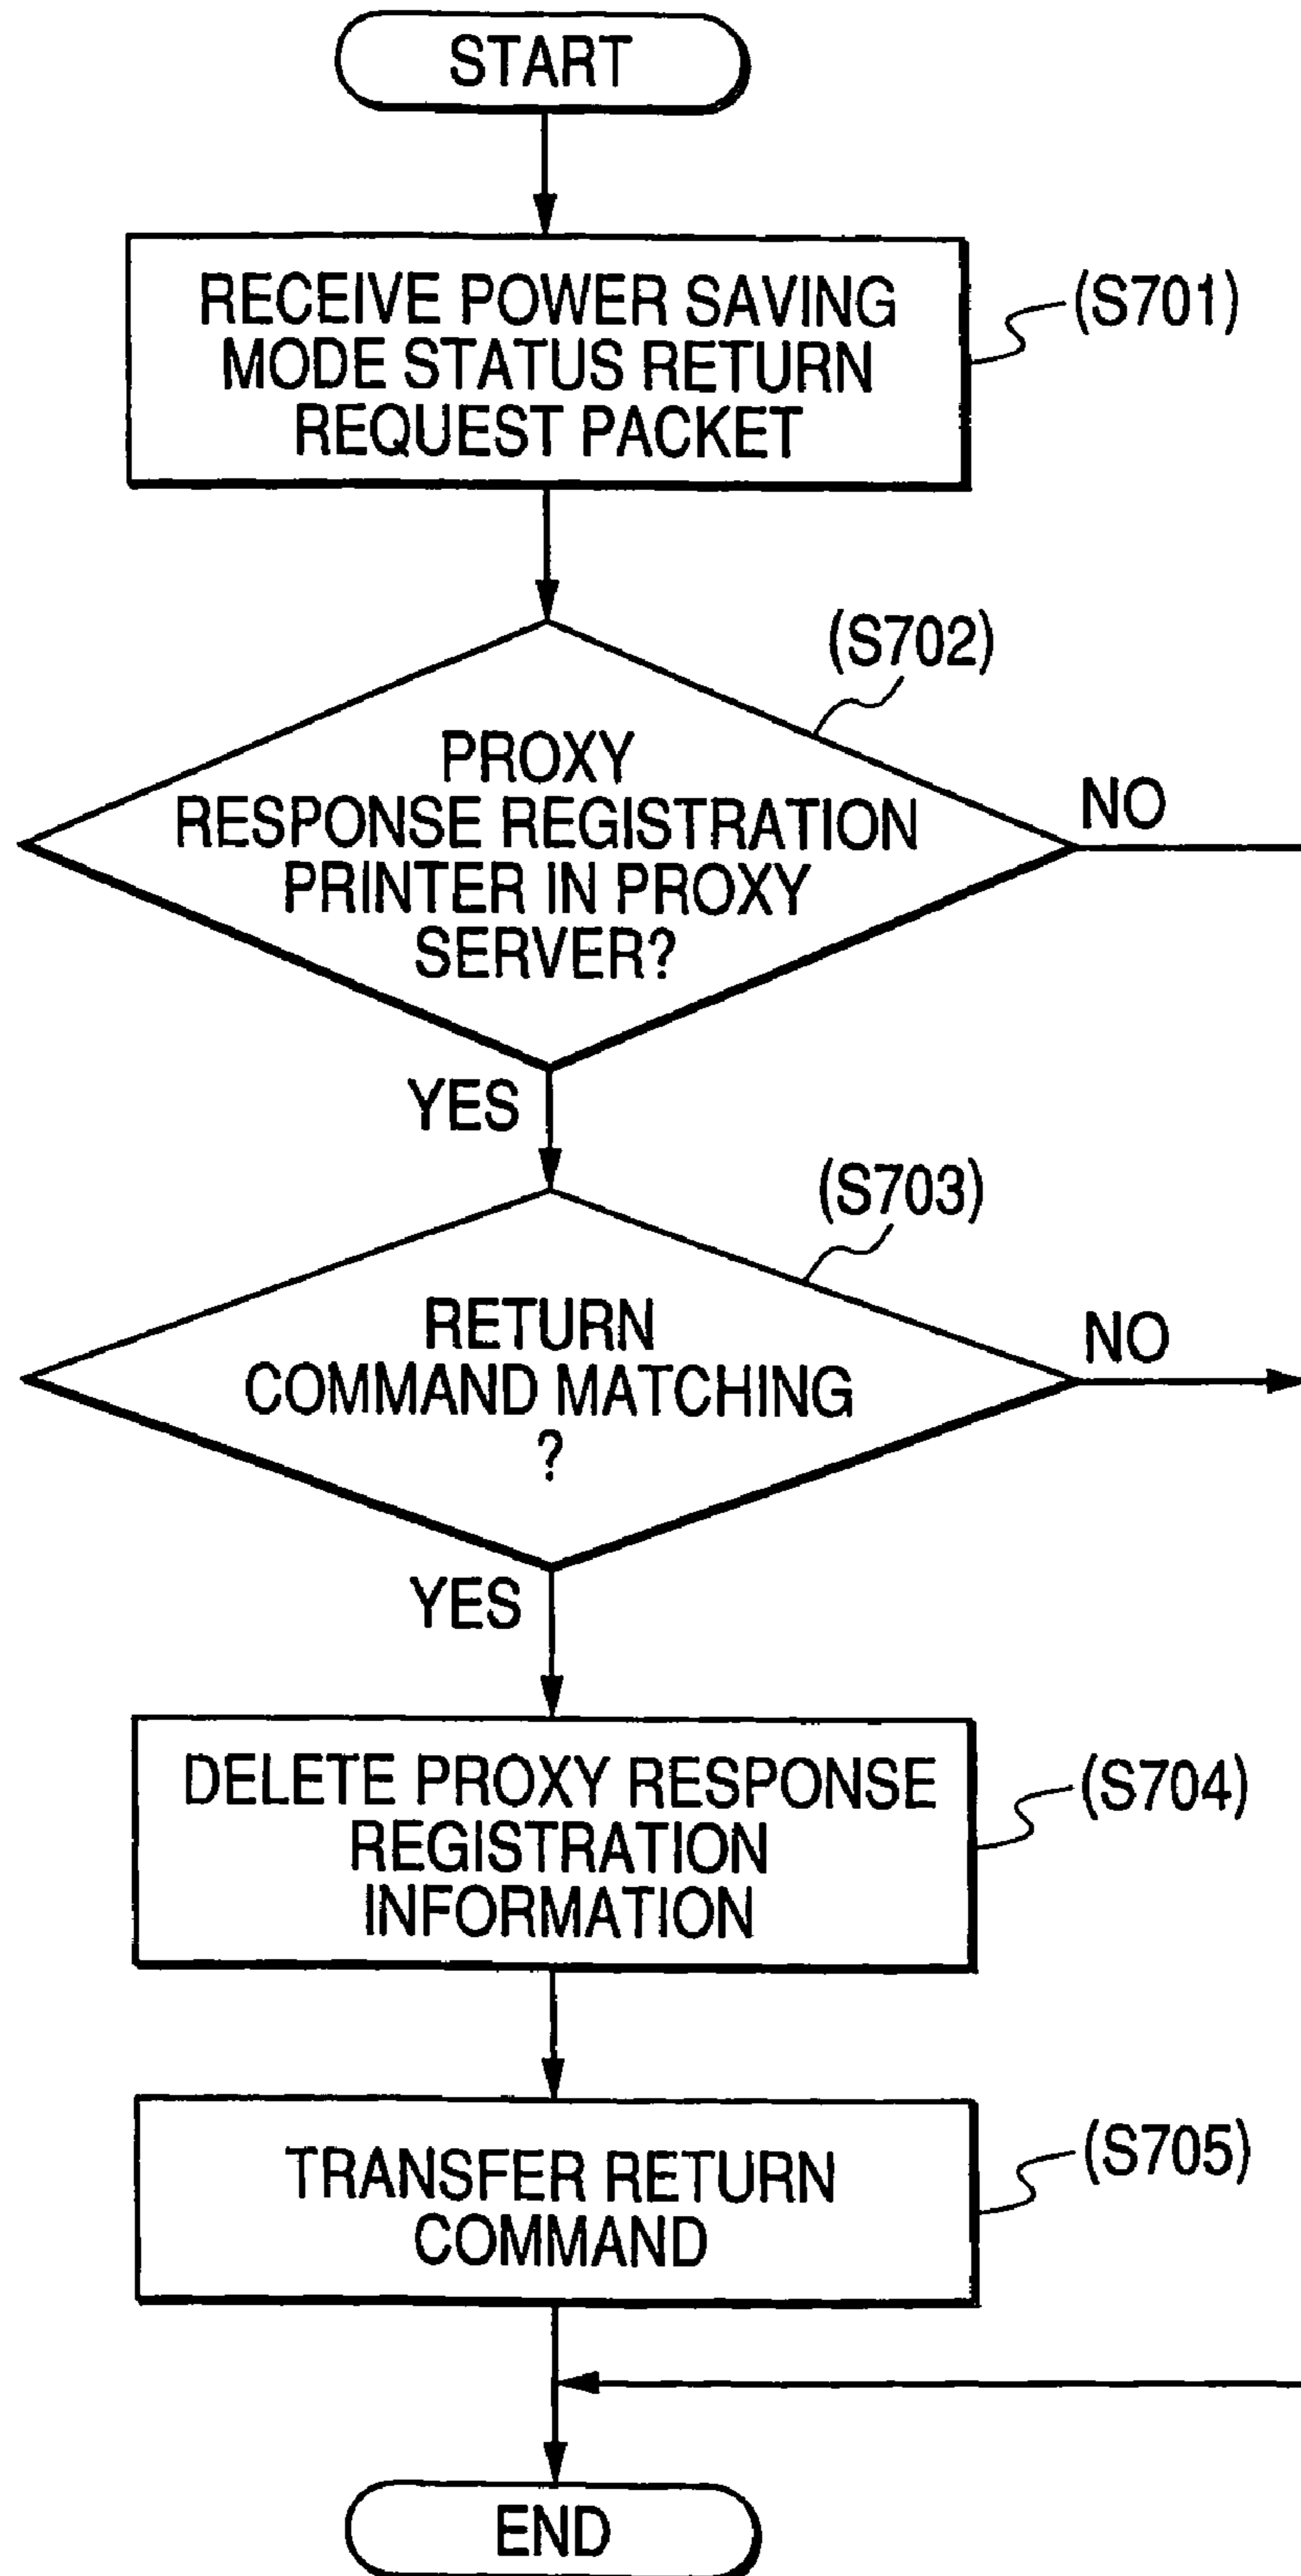 START
RECEIVE POWER SAVING
MODE STATUS RETURN
REQUEST PACKET
(S701)
(S702)
PROXY
RESPONSE REGISTRATION
PRINTER IN PROXY
SERVER?
NO
YES
(S703)
RETURN
COMMAND MATCHING
?
NO
YES
DELETE PROXY RESPONSE
REGISTRATION
INFORMATION
(S704)
TRANSFER RETURN
COMMAND
(S705)
END